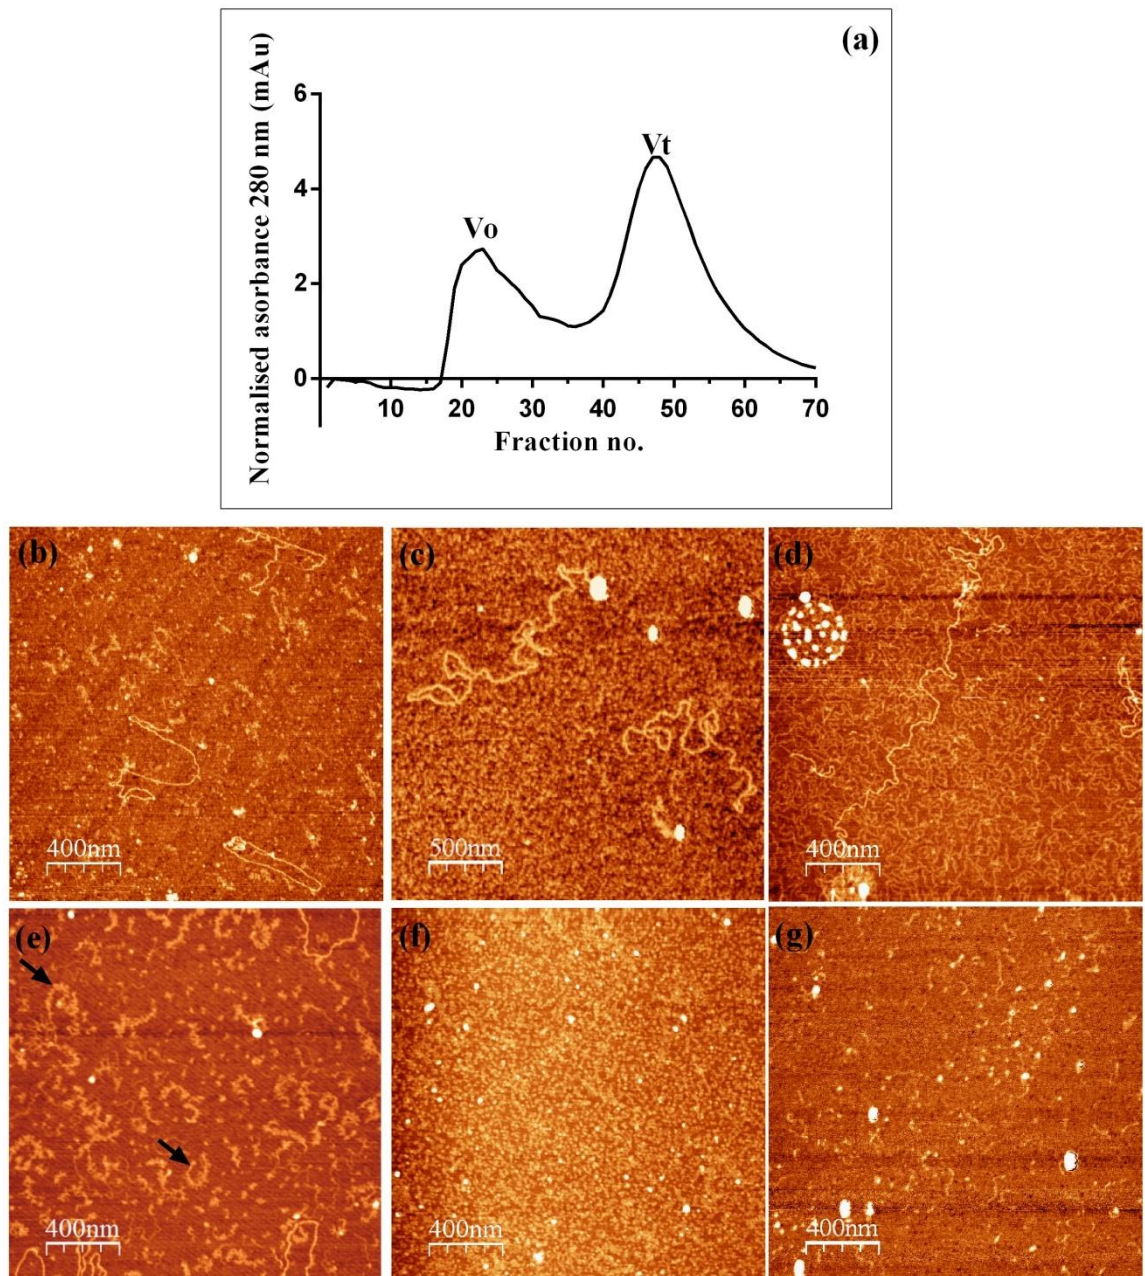 (a)
Normalised asorbance 280 nm (mAu)
6
4
2
0
Vo
Vt
10 20 30 40 50 60 70
Fraction no.
(b) (c) (d)
400nm 500nm 400nm
(e) (f) (g)
400nm 400nm 400nm